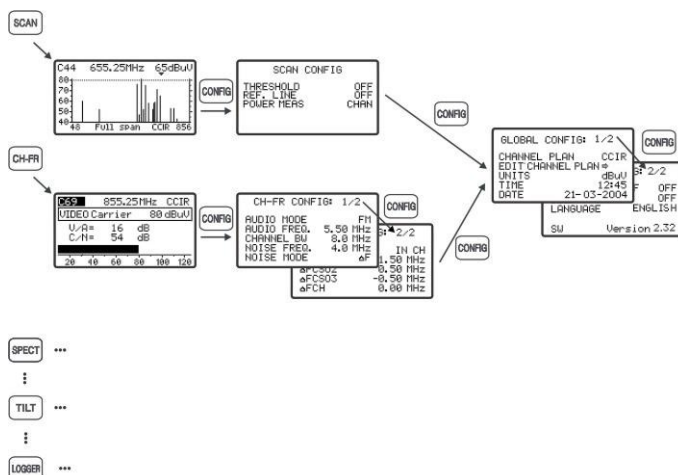 SCAN
C44 655.25MHz 65dBuV
80
70
60
50
40
48 Full span CCIR 856
CONFIG
SCAN CONFIG
THRESHOLD OFF
REF. LINE OFF
POWER MEAS CHAN
CONFIG
GLOBAL CONFIG: 1/2
CHANNEL PLAN CCIR
EDIT CHANNEL PLAN ⇨
UNITS dBuV
TIME 12:45
DATE 21-03-2004
CONFIG
G: 2/2
F OFF
OFF
LANGUAGE ENGLISH
SW Version 2.32
CH-FR
C69 855.25MHz CCIR
VIDEO Carrier 80 dBuV
V/A= 16 dB
C/N= 54 dB
20 40 60 80 100 120
CONFIG
CH-FR CONFIG: 1/2
AUDIO MODE FM
AUDIO FREQ. 5.50 MHz
CHANNEL BW 8.0 MHz
NOISE FREQ. 4.0 MHz
NOISE MODE ΔF
CONFIG
G: 2/2
IN CH
1.50 MHz
ΔFCSO2 0.50 MHz
ΔFCSO3 -0.50 MHz
ΔFCH 0.00 MHz
CONFIG
SPECT ...
TILT ...
LOGGER ...